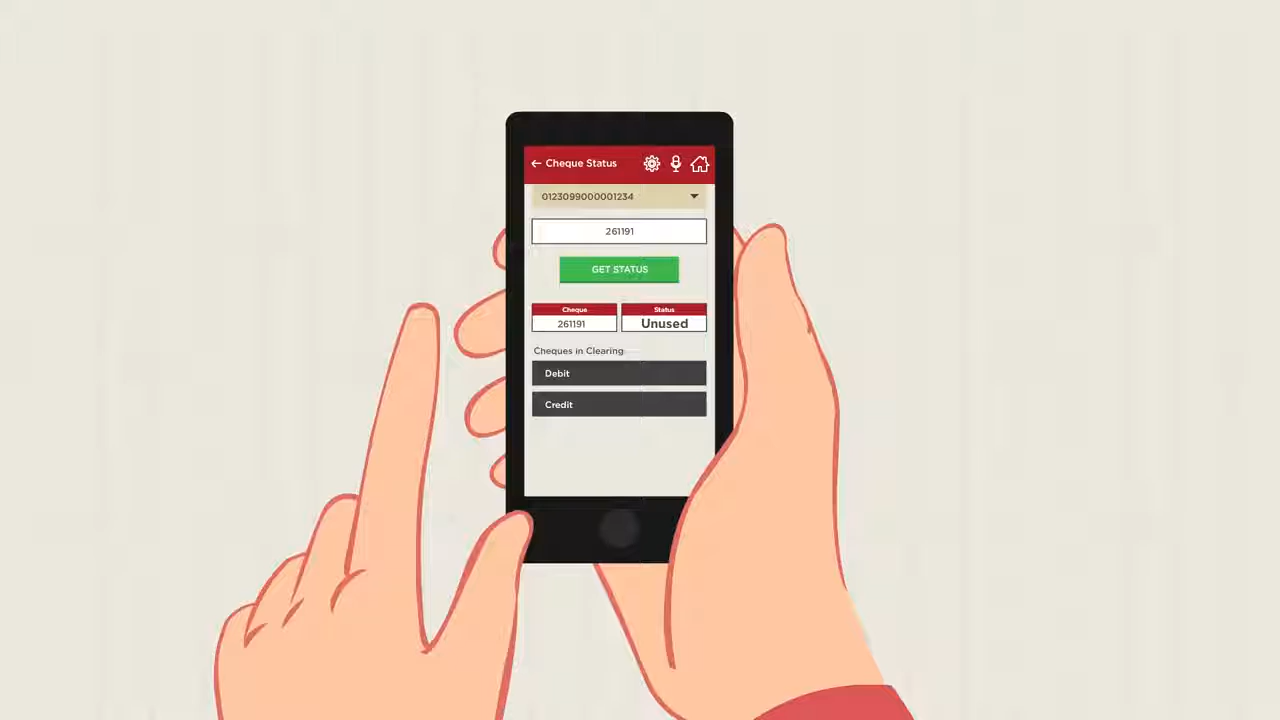 Cheque Status
0123099000001234
261191
GET STATUS
Cheque Status
261191 Unused
Cheques in Clearing
Debit
Credit